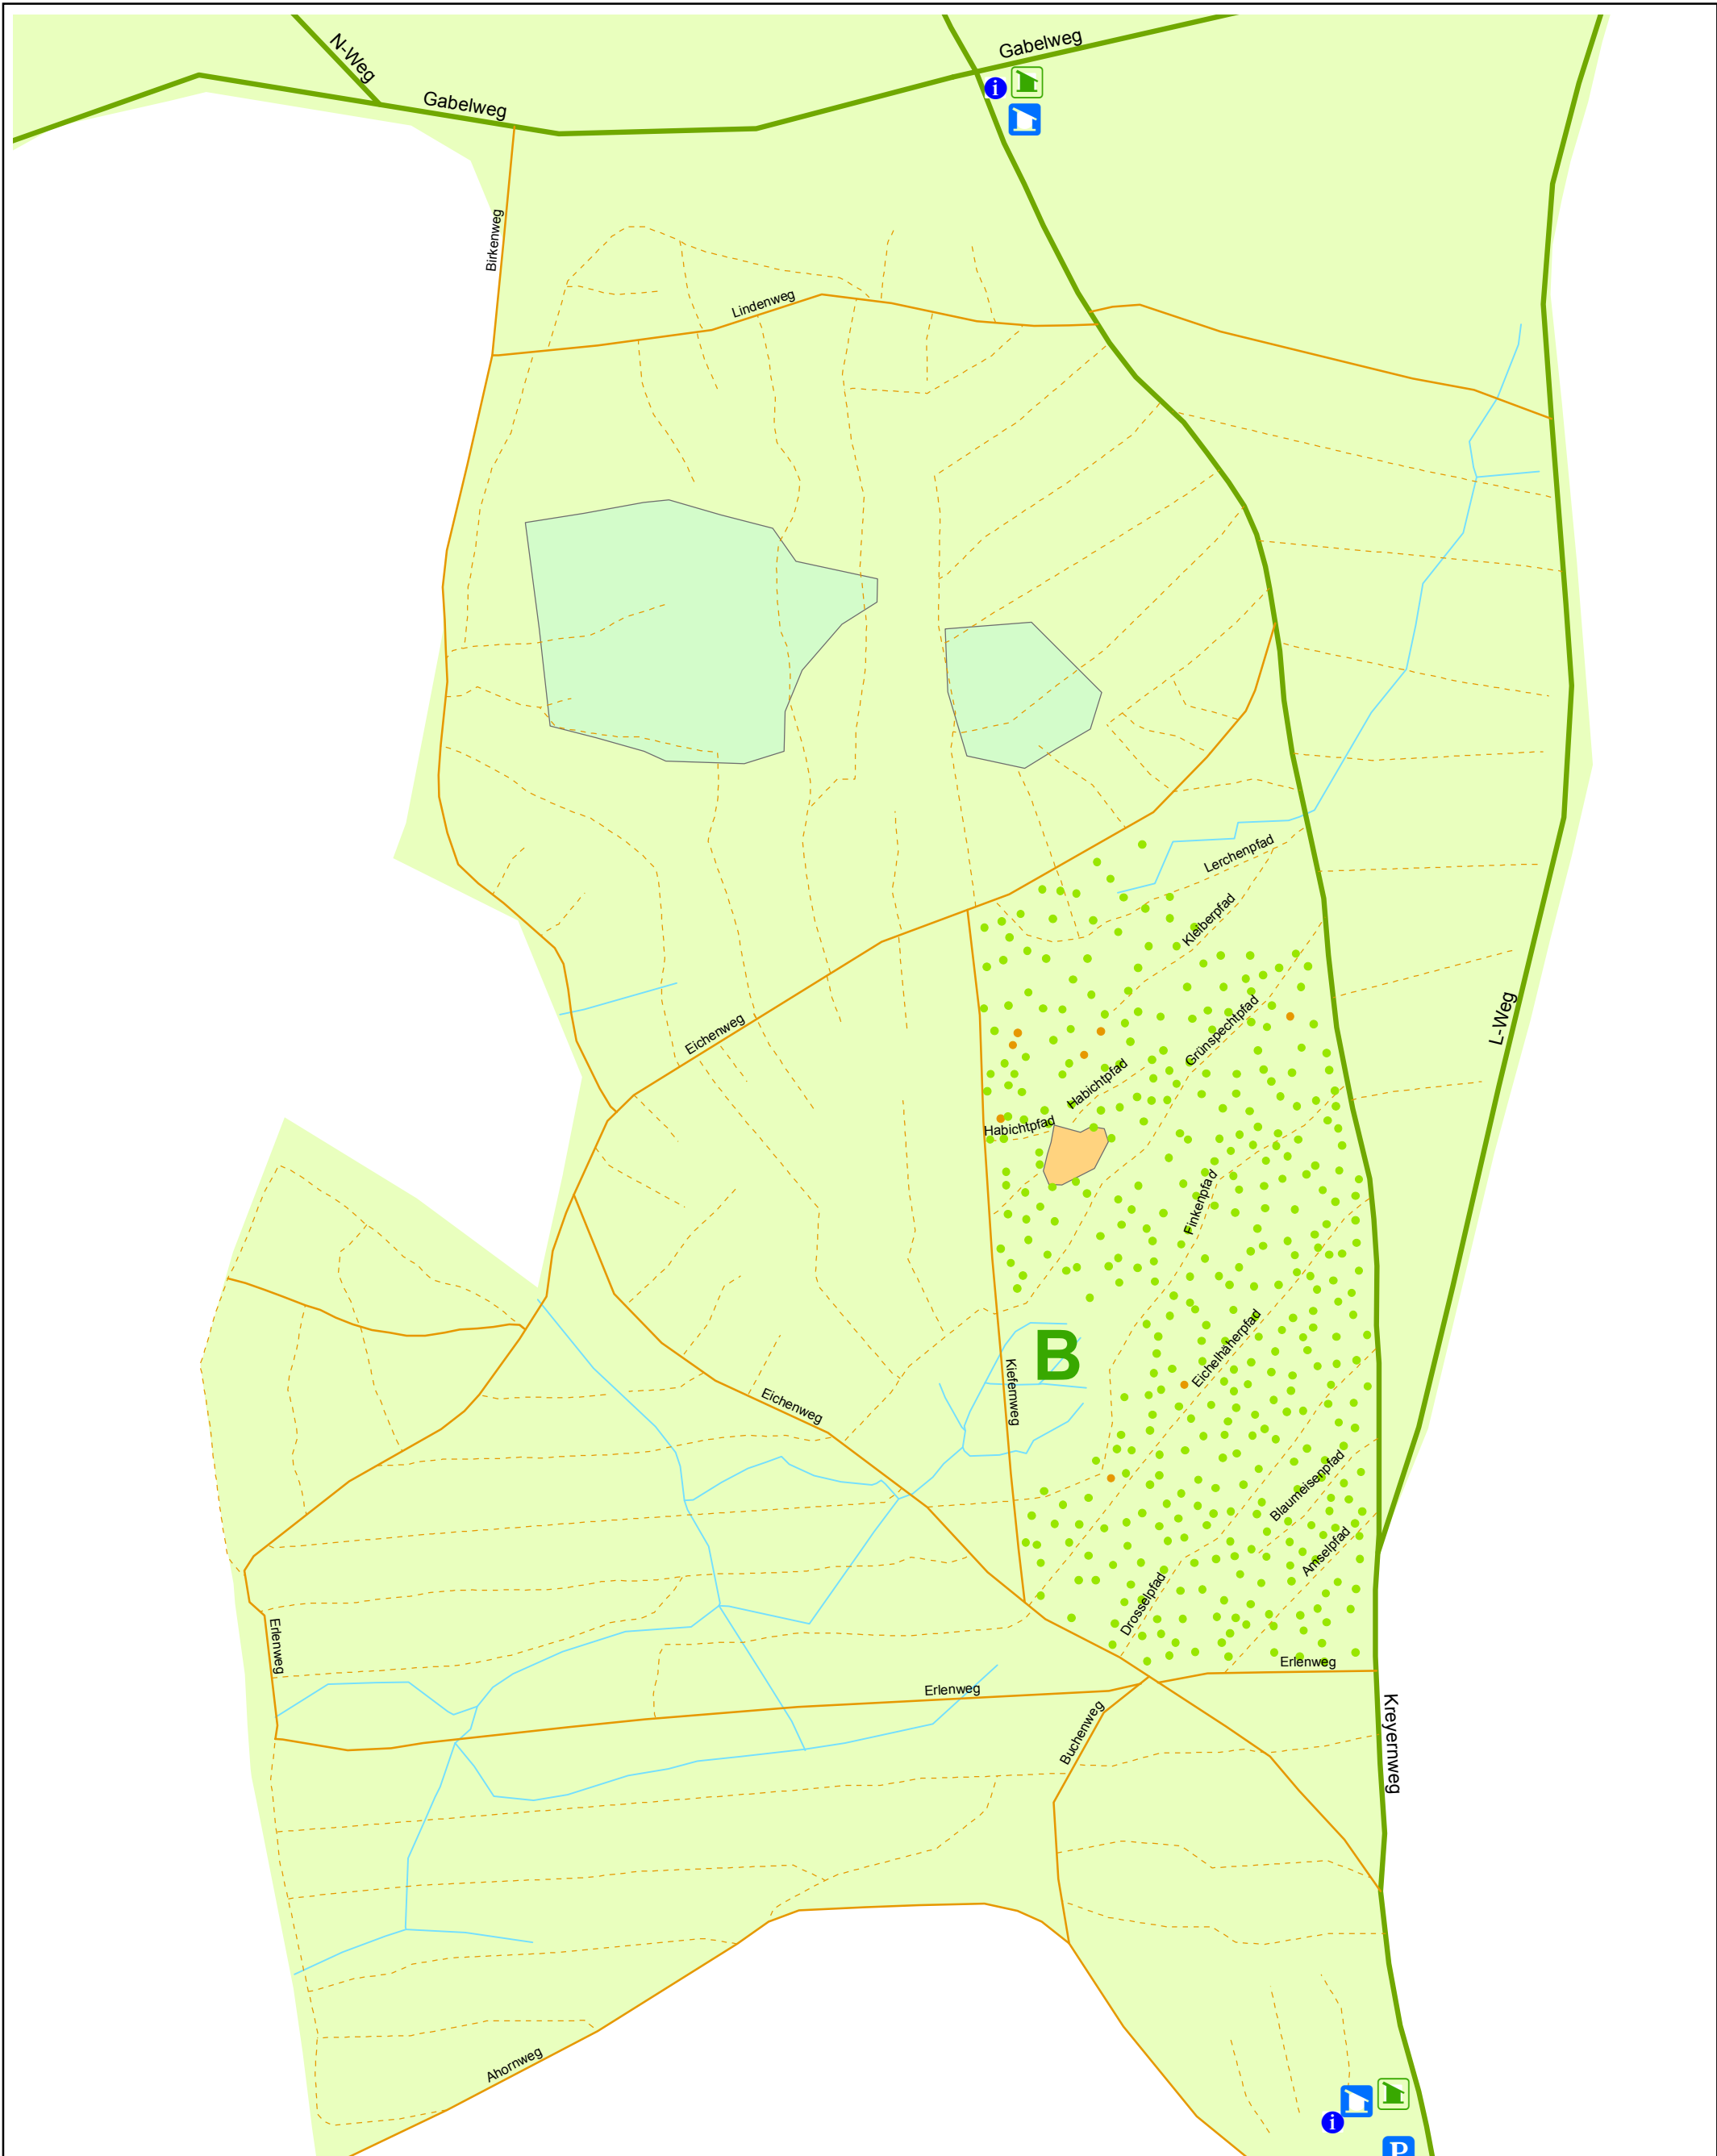 N-Weg
Gabelweg
Gabelweg
i
Birkenweg
Lindenweg
Lerchenpfad
Kleiberpfad
L-Weg
Grünspechtpfad
Eichenweg
Habichtpfad
Habichtpfad
Finkenpfad
Eichelhäherpfad
B
Kiefernweg
Eichenweg
Blaumeisenpfad
Amselpfad
Drosselpfad
Erlenweg
Erlenweg
Erlenweg
Buchenweg
Kreyernweg
Ahornweg
i
P